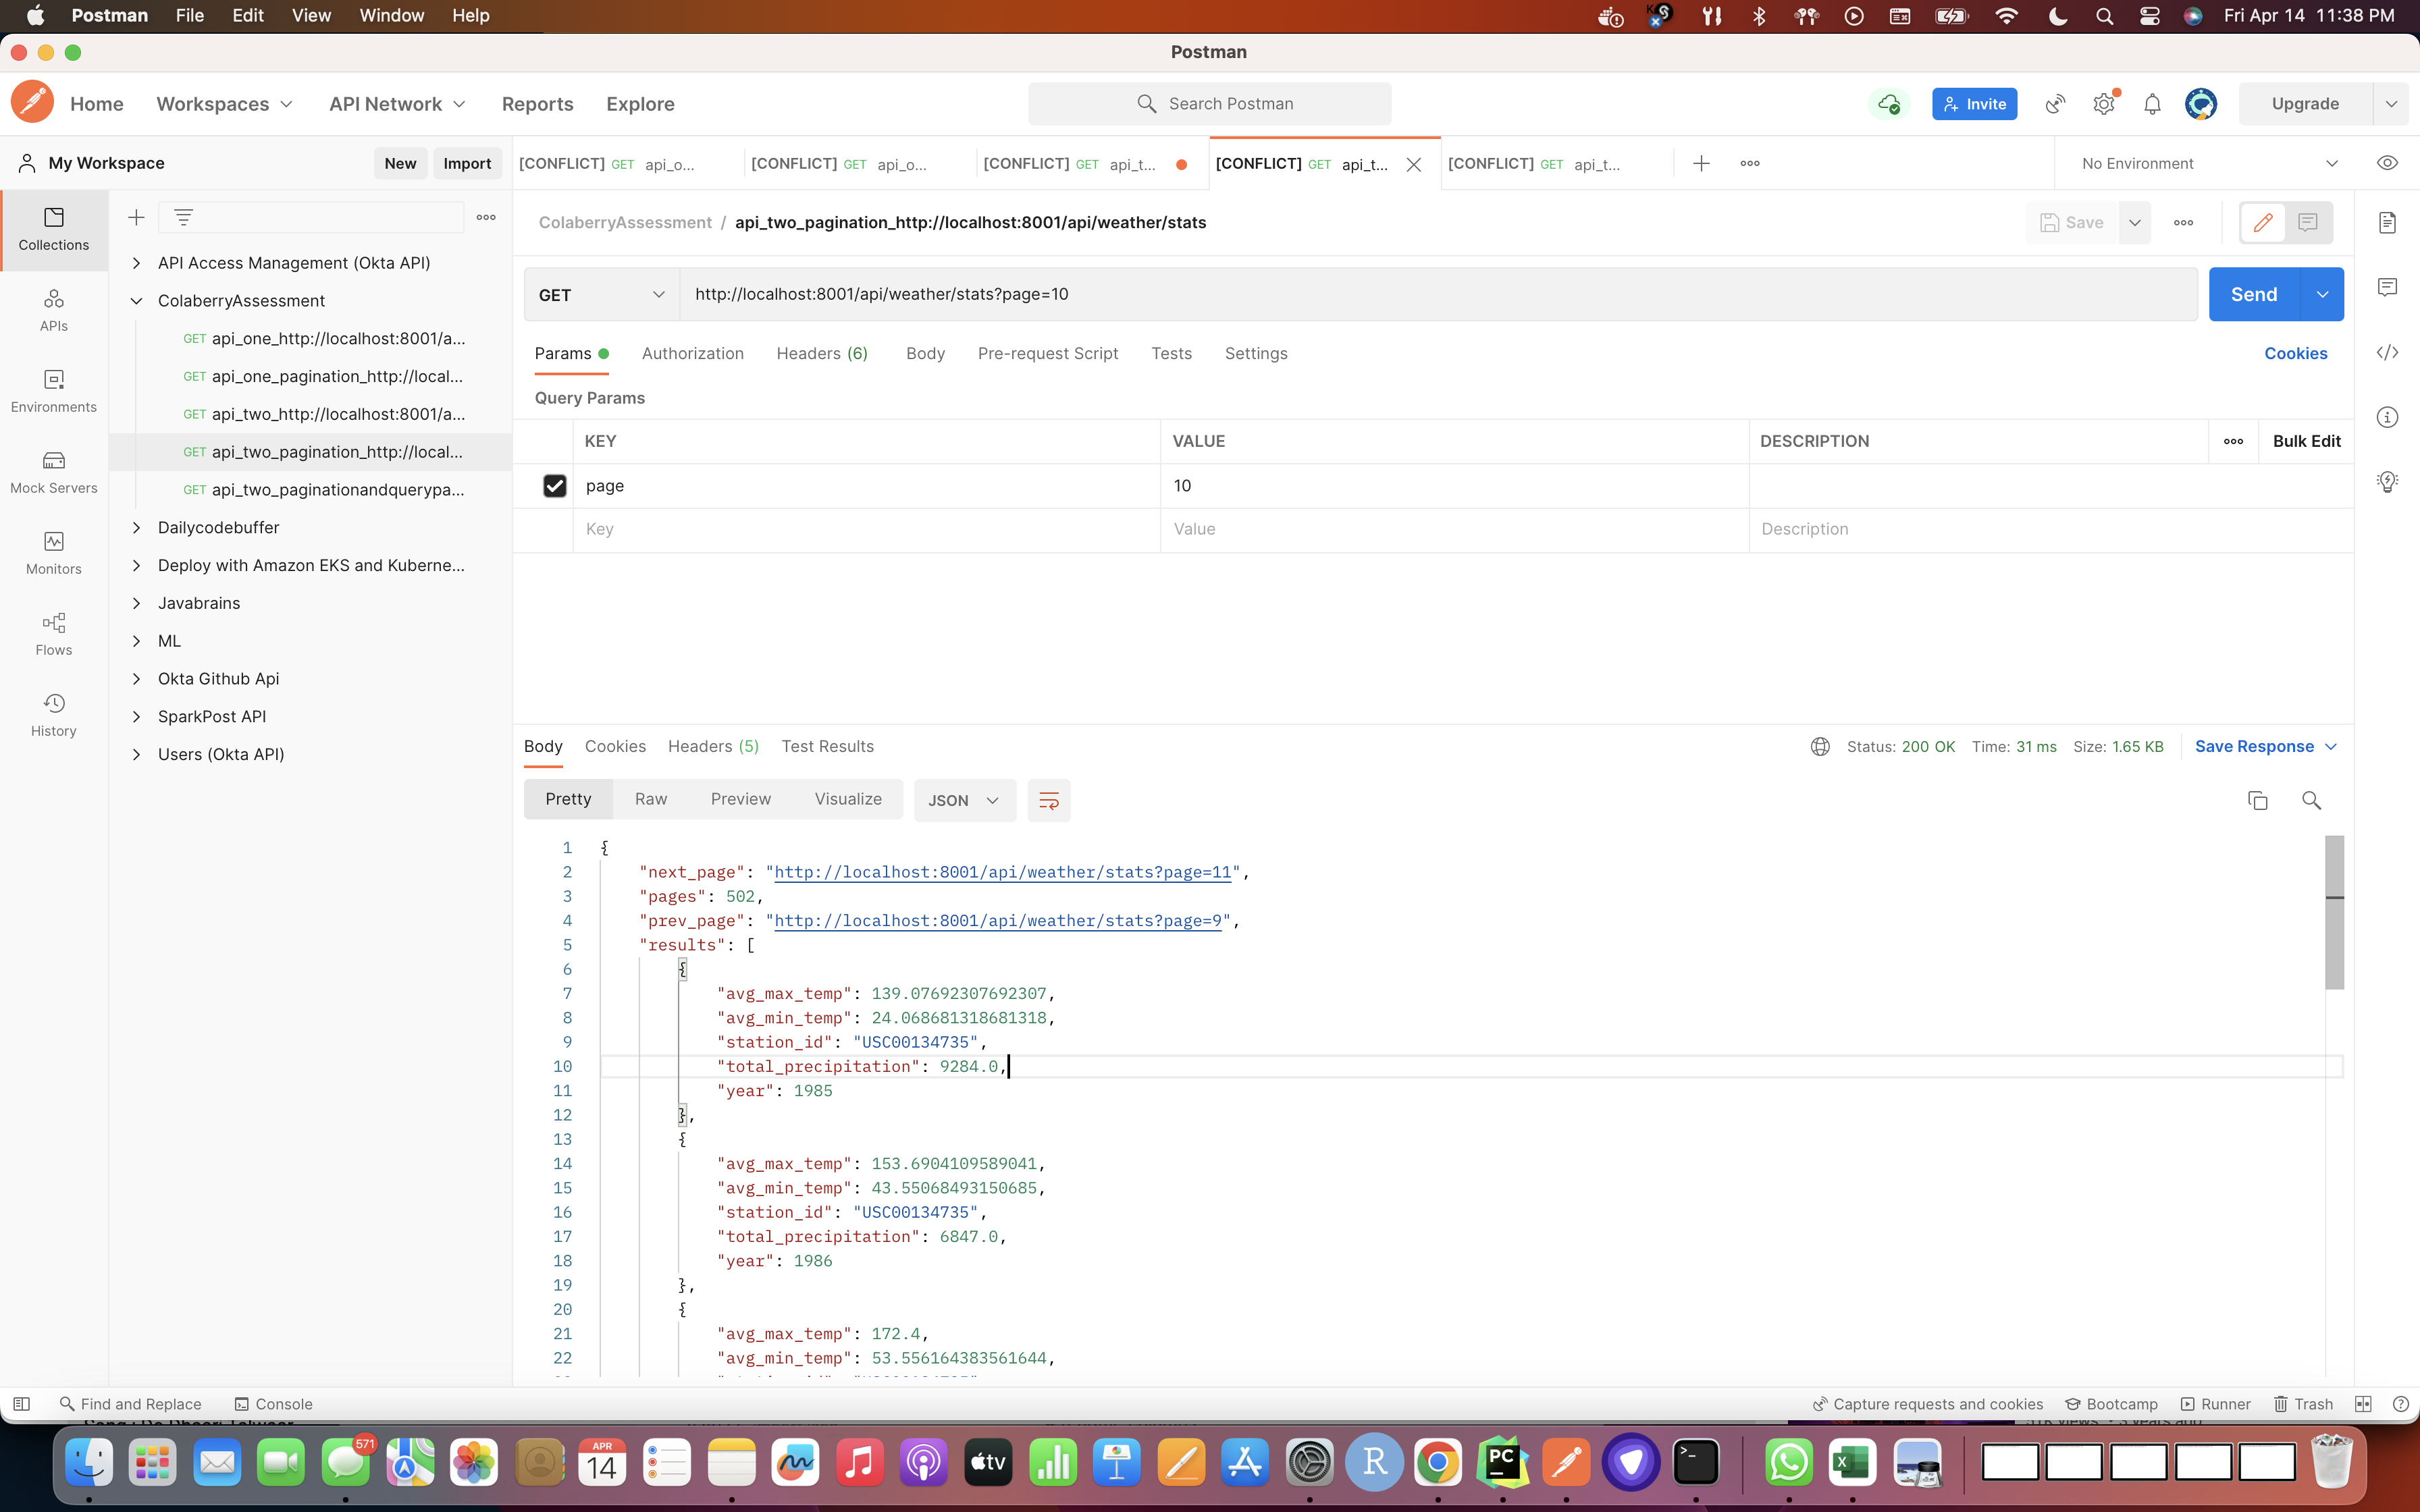 Postman File Edit View Window Help Fri Apr 14 11:38 PM
Postman
Home Workspaces API Network Reports Explore Search Postman Invite Upgrade
My Workspace New Import [CONFLICT] GET api_o... [CONFLICT] GET api_o... [CONFLICT] GET api_t... [CONFLICT] GET api_t... [CONFLICT] GET api_t... No Environment
Collections
APIs
Environments
Mock Servers
Monitors
Flows
History
API Access Management (Okta API)
ColaberryAssessment
GET api_one_http://localhost:8001/a...
GET api_one_pagination_http://local...
GET api_two_http://localhost:8001/a...
GET api_two_pagination_http://local...
GET api_two_paginationandquerypa...
Dailycodebuffer
Deploy with Amazon EKS and Kuberne...
Javabrains
ML
Okta Github Api
SparkPost API
Users (Okta API)
ColaberryAssessment / api_two_pagination_http://localhost:8001/api/weather/stats Save
GET http://localhost:8001/api/weather/stats?page=10 Send
Params Authorization Headers (6) Body Pre-request Script Tests Settings Cookies
Query Params
KEY VALUE DESCRIPTION Bulk Edit
page 10
Key Value Description
Body Cookies Headers (5) Test Results Status: 200 OK Time: 31 ms Size: 1.65 KB Save Response
Pretty Raw Preview Visualize JSON
1 {
2 "next_page": "http://localhost:8001/api/weather/stats?page=11",
3 "pages": 502,
4 "prev_page": "http://localhost:8001/api/weather/stats?page=9",
5 "results": [
6 {
7 "avg_max_temp": 139.07692307692307,
8 "avg_min_temp": 24.068681318681318,
9 "station_id": "USC00134735",
10 "total_precipitation": 9284.0,
11 "year": 1985
12 },
13 {
14 "avg_max_temp": 153.6904109589041,
15 "avg_min_temp": 43.55068493150685,
16 "station_id": "USC00134735",
17 "total_precipitation": 6847.0,
18 "year": 1986
19 },
20 {
21 "avg_max_temp": 172.4,
22 "avg_min_temp": 53.556164383561644,
Find and Replace Console Capture requests and cookies Bootcamp Runner Trash
571
APR
14
tv
R
PC
X